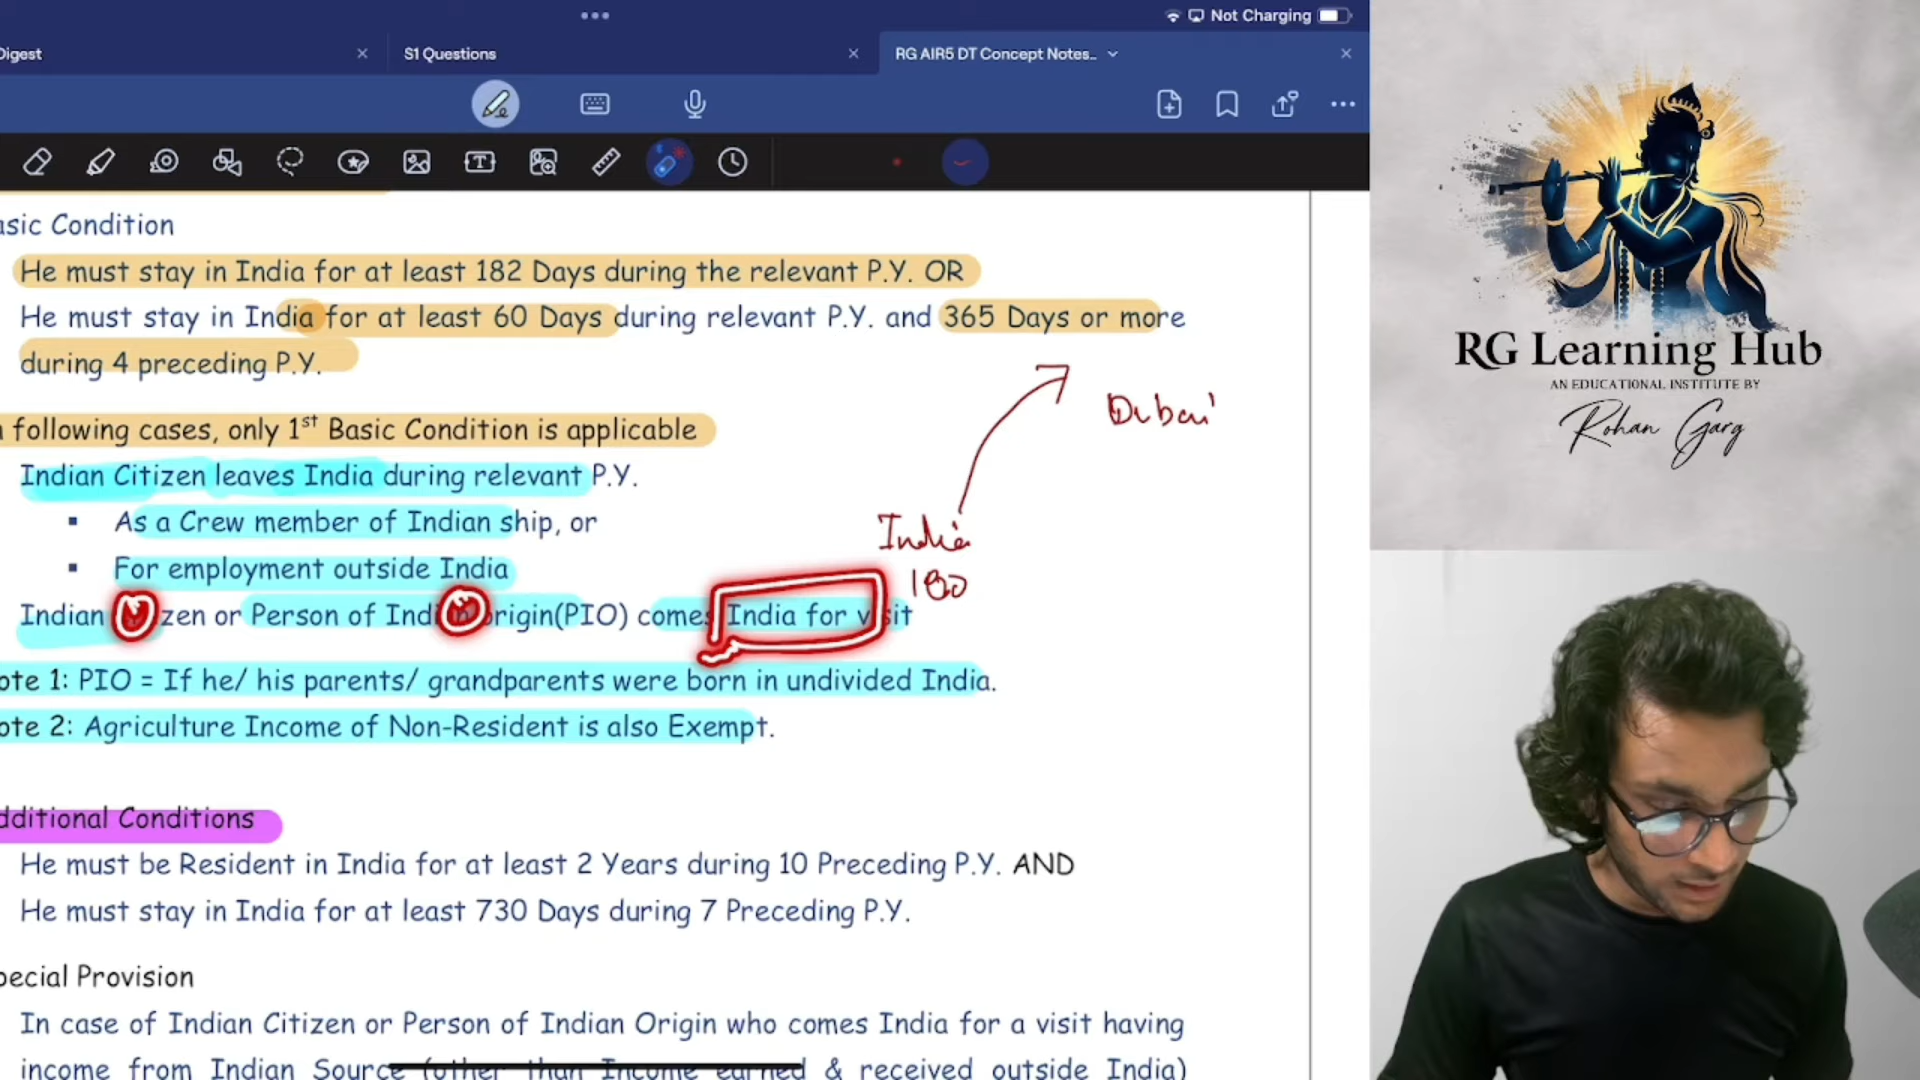 Not Charging
Digest
S1 Questions
RG AIR5 DT Concept Notes..
asic Condition
He must stay in India for at least 182 Days during the relevant P.Y. OR
He must stay in India for at least 60 Days during relevant P.Y. and 365 Days or more
during 4 preceding P.Y.
Dubai
following cases, only 1st Basic Condition is applicable
Indian Citizen leaves India during relevant P.Y.
▪ As a Crew member of Indian ship, or
India
▪ For employment outside India
180
Indian zen or Person of Indian rigin(PIO) comes India for visit
ote 1: PIO = If he/ his parents/ grandparents were born in undivided India.
ote 2: Agriculture Income of Non-Resident is also Exempt.
dditional Conditions
He must be Resident in India for at least 2 Years during 10 Preceding P.Y. AND
He must stay in India for at least 730 Days during 7 Preceding P.Y.
pecial Provision
In case of Indian Citizen or Person of Indian Origin who comes India for a visit having
income from Indian Source (other than Income earned & received outside India)
RG Learning Hub
AN EDUCATIONAL INSTITUTE BY
Rohan Garg